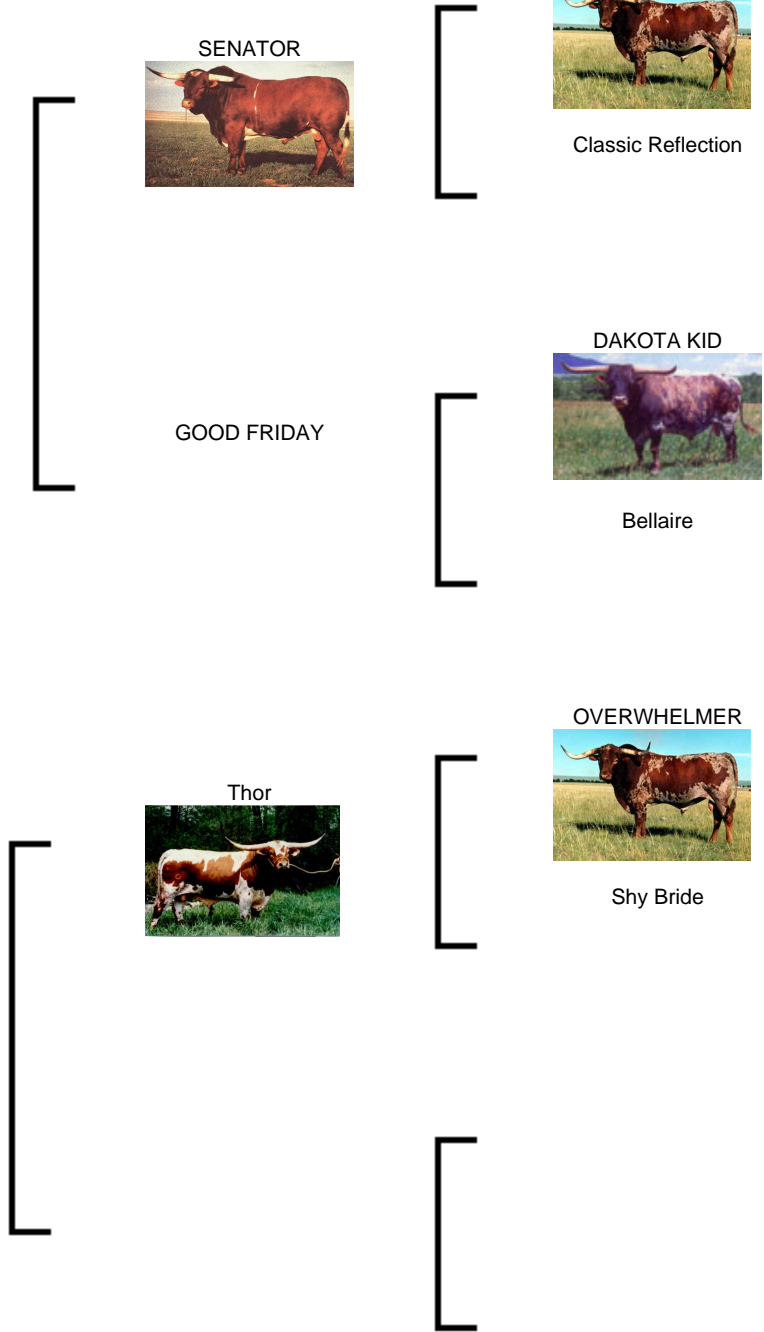 SENATOR
Classic Reflection
DAKOTA KID
GOOD FRIDAY
Bellaire
OVERWHELMER
Thor
Shy Bride